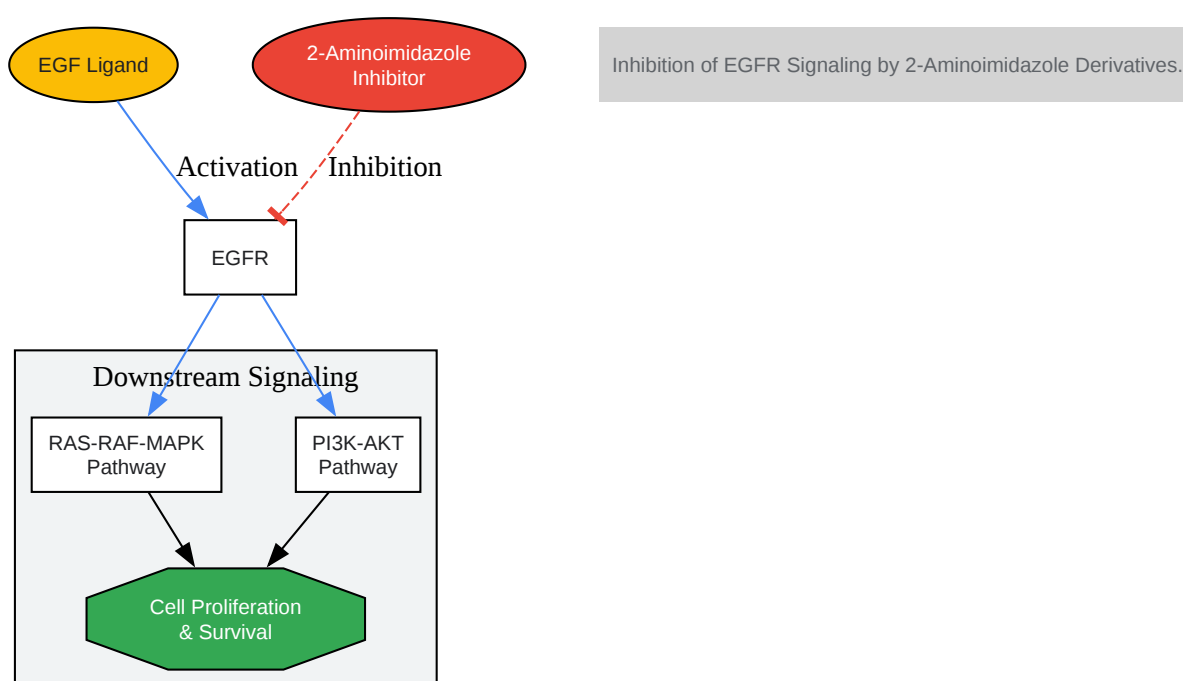 EGF Ligand
2-Aminoimidazole
Inhibitor
Inhibition of EGFR Signaling by 2-Aminoimidazole Derivatives.
Activation
Inhibition
EGFR
Downstream Signaling
RAS-RAF-MAPK
Pathway
PI3K-AKT
Pathway
Cell Proliferation
& Survival